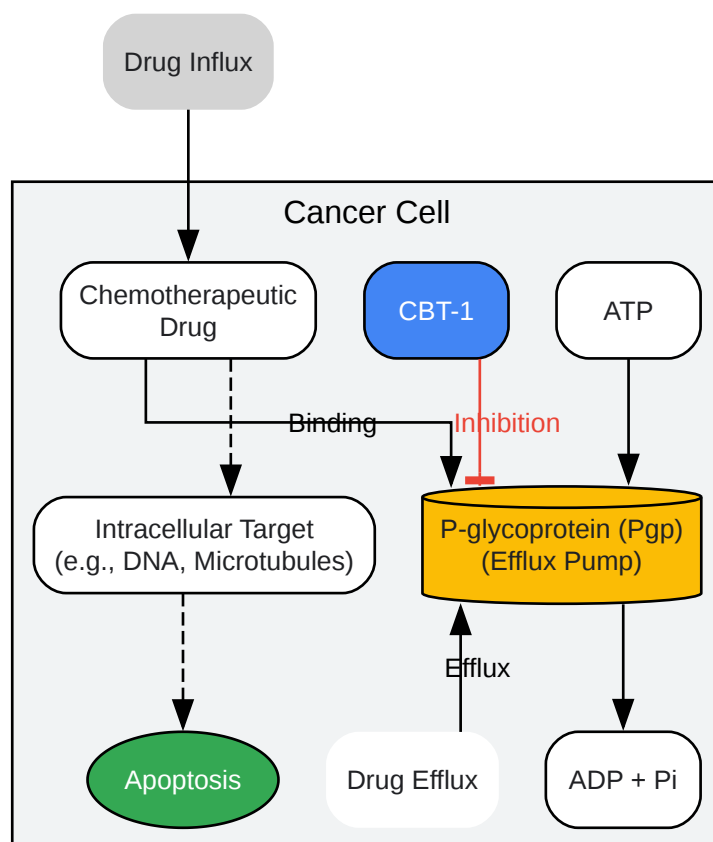 Drug Influx
Cancer Cell
Chemotherapeutic
Drug
CBT-1
ATP
Binding
Inhibition
Intracellular Target
(e.g., DNA, Microtubules)
P-glycoprotein (Pgp)
(Efflux Pump)
Efflux
Apoptosis
Drug Efflux
ADP + Pi